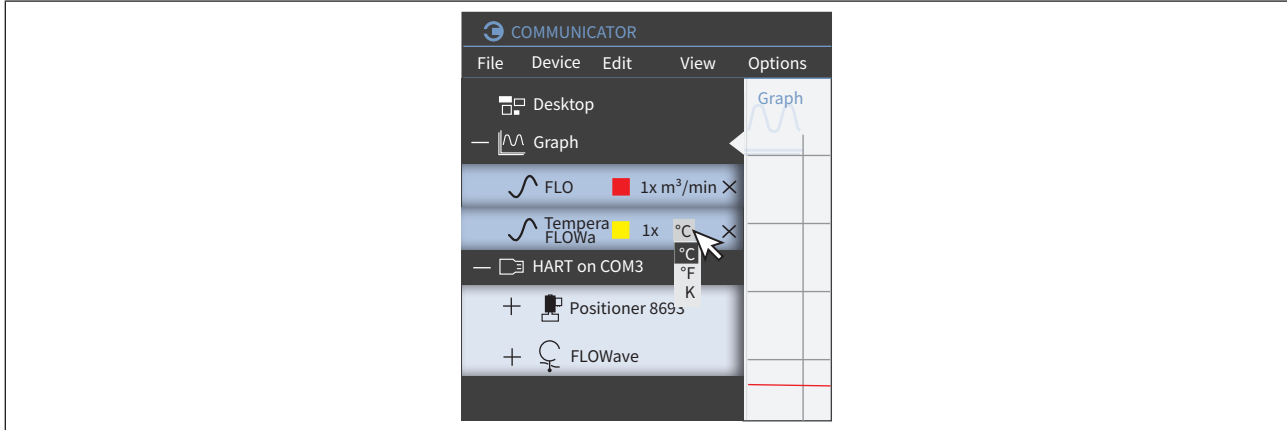 COMMUNICATOR
File Device Edit View Options
Desktop
Graph
Graph
FLO 1x m³/min
Tempera
FLOWa 1x °C
°C
°F
K
HART on COM3
Positioner 8693
FLOWave